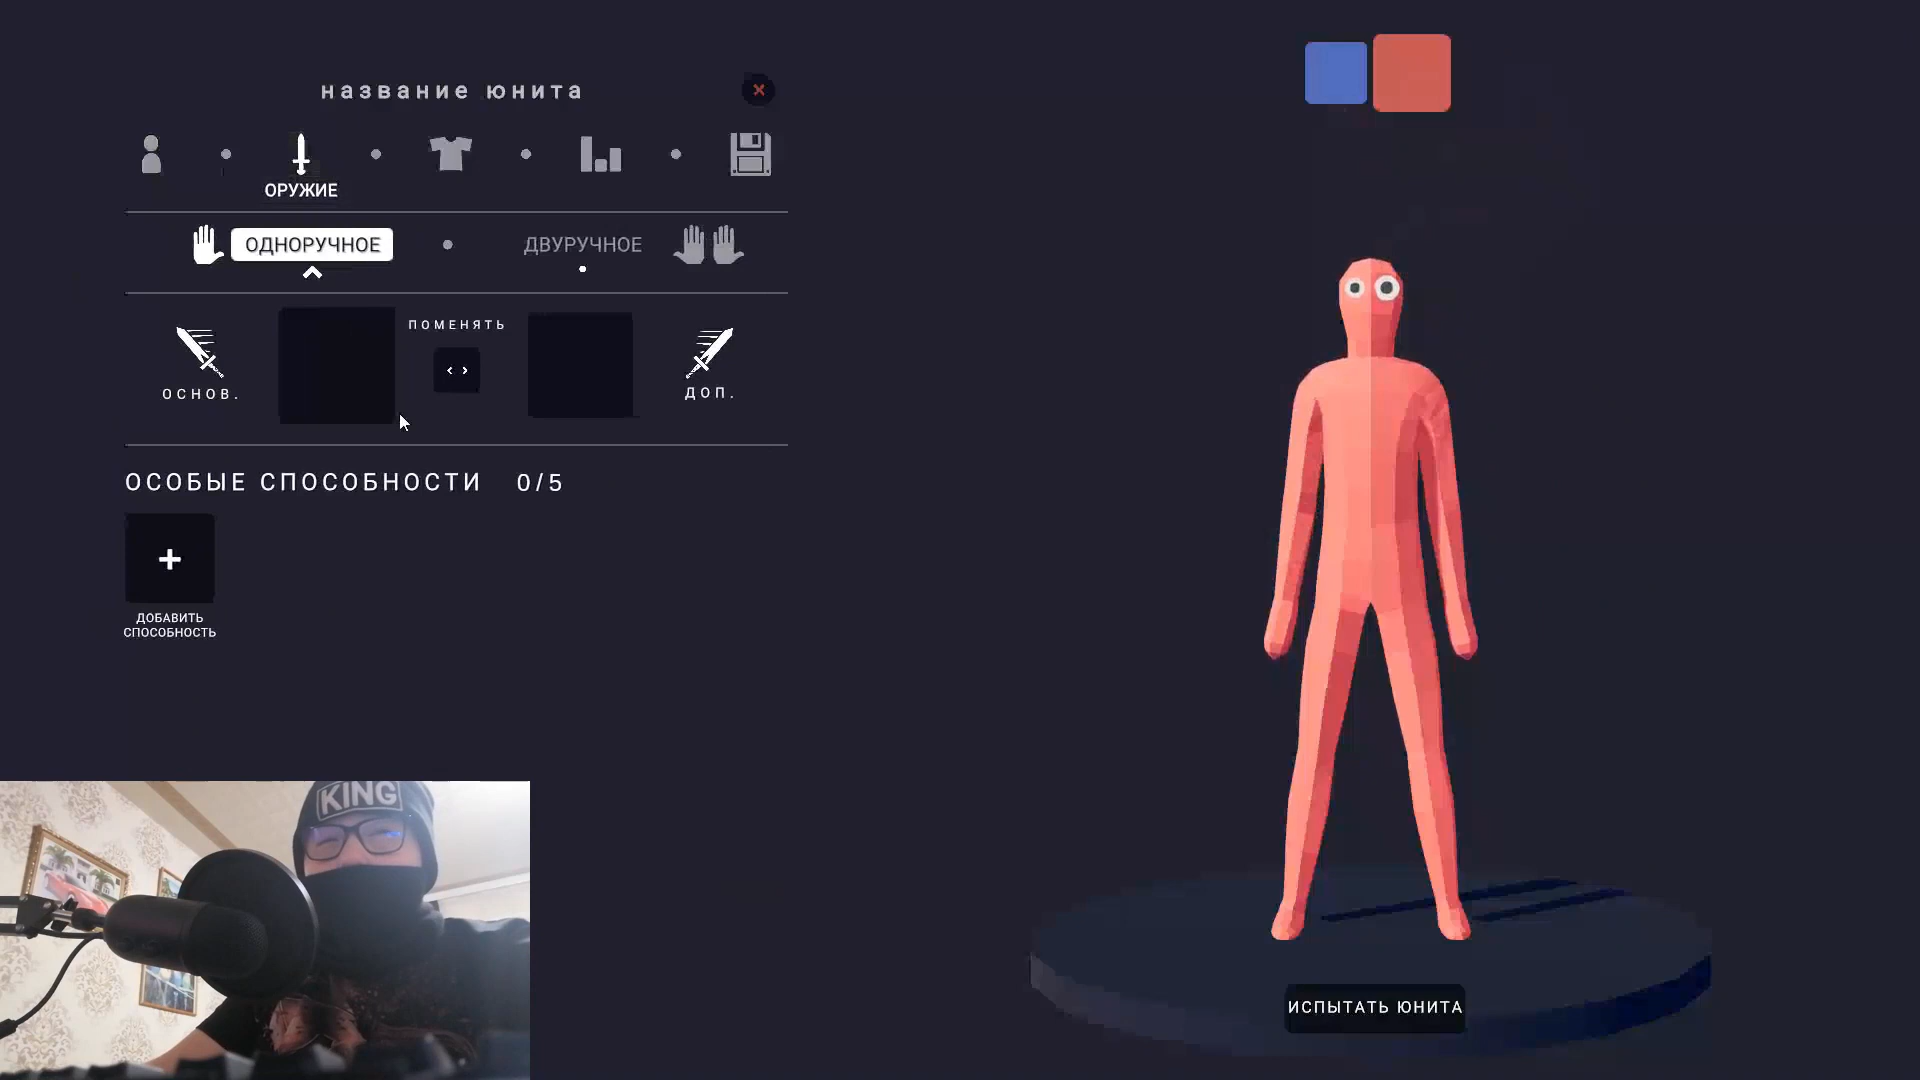 название юнита
ОРУЖИЕ
ОДНОРУЧНОЕ
ДВУРУЧНОЕ
ПОМЕНЯТЬ
ОСНОВ.
ДОП.
ОСОБЫЕ СПОСОБНОСТИ 0/5
ДОБАВИТЬ
СПОСОБНОСТЬ
KING
ИСПЫТАТЬ ЮНИТА